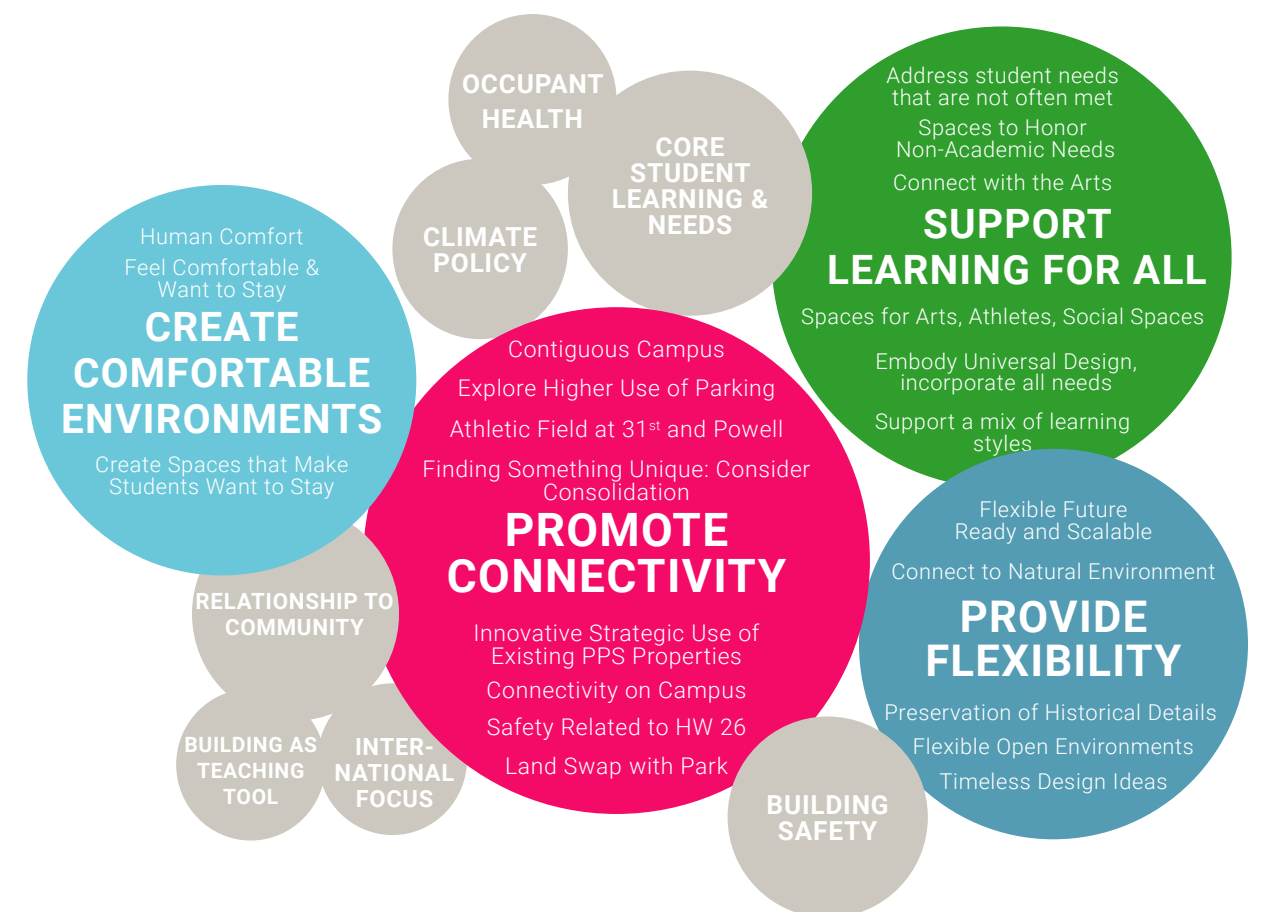 OCCUPANT
HEALTH
CORE
STUDENT
LEARNING &
NEEDS
CLIMATE
POLICY
Address student needs
that are not often met
Spaces to Honor
Non-Academic Needs
Connect with the Arts
SUPPORT
LEARNING FOR ALL
Spaces for Arts, Athletes, Social Spaces
Embody Universal Design,
incorporate all needs
Support a mix of learning
styles
Human Comfort
Feel Comfortable &
Want to Stay
CREATE
COMFORTABLE
ENVIRONMENTS
Create Spaces that Make
Students Want to Stay
Contiguous Campus
Explore Higher Use of Parking
Athletic Field at 31st and Powell
Finding Something Unique: Consider
Consolidation
PROMOTE
CONNECTIVITY
Innovative Strategic Use of
Existing PPS Properties
Connectivity on Campus
Safety Related to HW 26
Land Swap with Park
Flexible Future
Ready and Scalable
Connect to Natural Environment
PROVIDE
FLEXIBILITY
Preservation of Historical Details
Flexible Open Environments
Timeless Design Ideas
RELATIONSHIP TO
COMMUNITY
BUILDING AS
TEACHING
TOOL
INTER-
NATIONAL
FOCUS
BUILDING
SAFETY